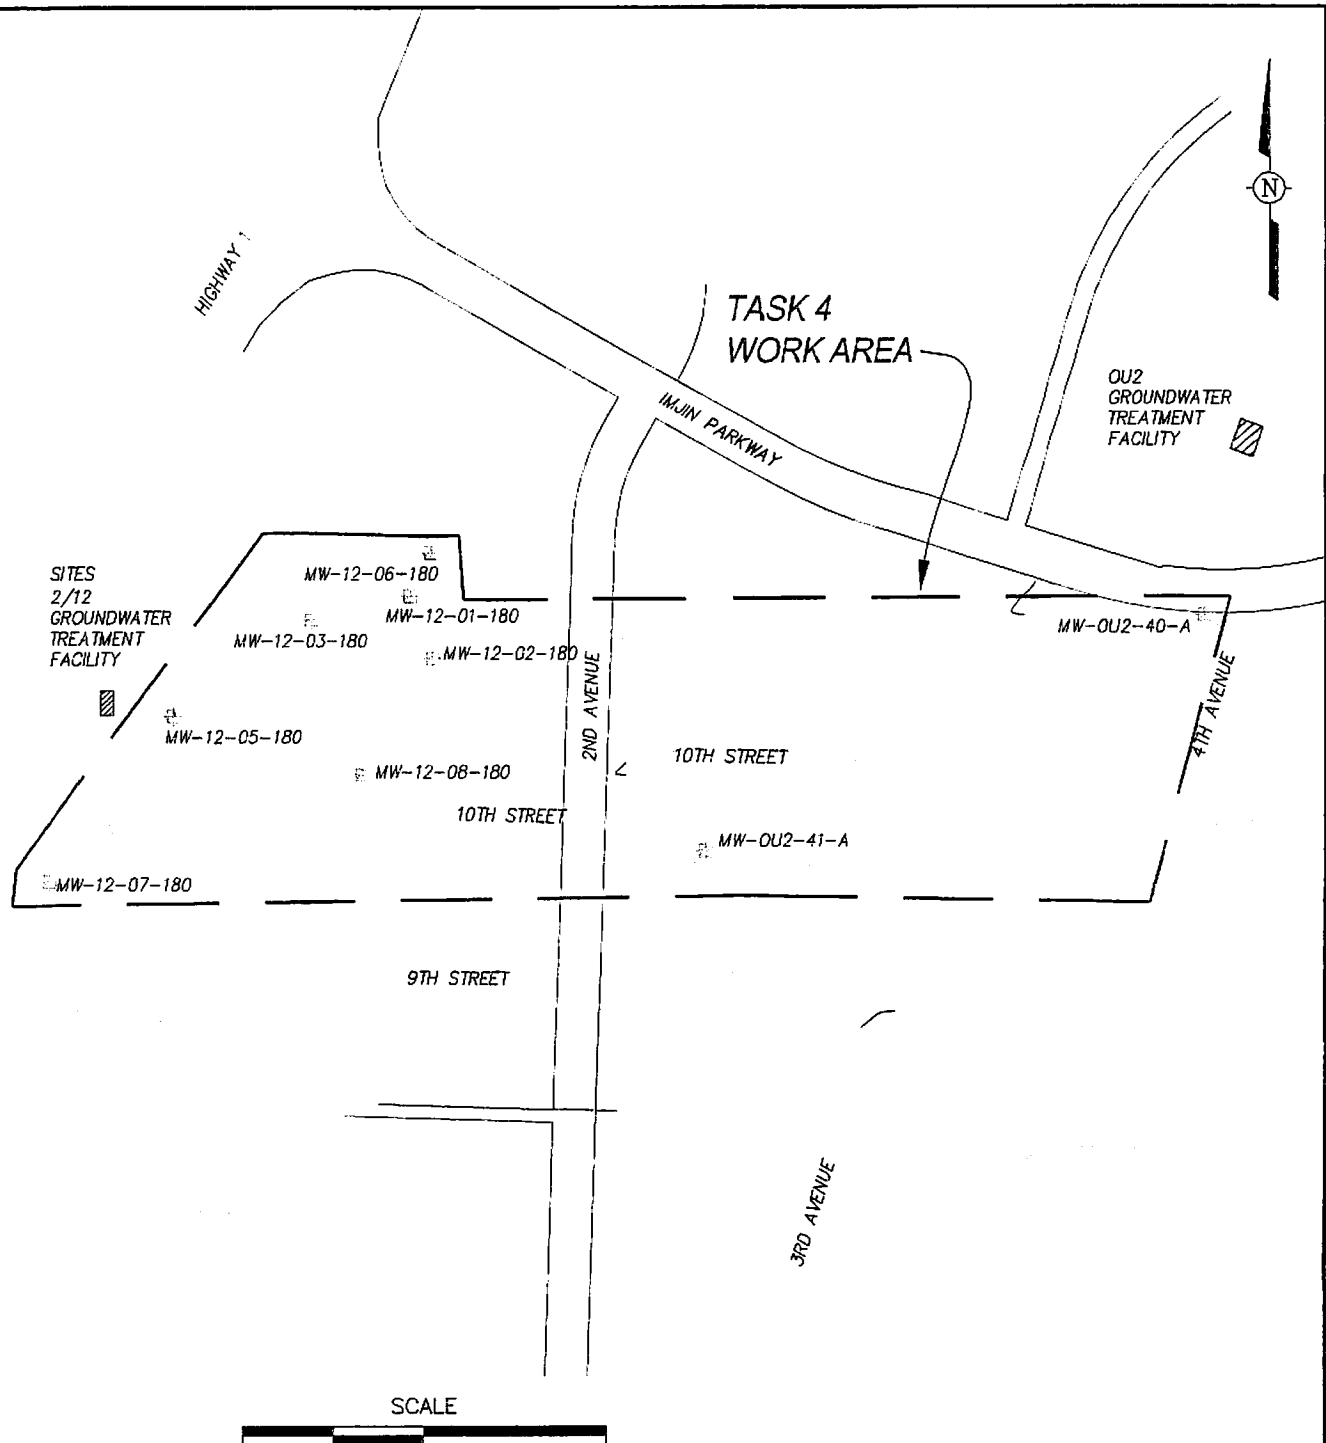 N
HIGHWAY 1
TASK 4
WORK AREA
IMJIN PARKWAY
OU2
GROUNDWATER
TREATMENT
FACILITY
SITES
2/12
GROUNDWATER
TREATMENT
FACILITY
MW-12-06-180
MW-12-01-180
MW-12-03-180
MW-12-02-180
MW-OU2-40-A
2ND AVENUE
4TH AVENUE
MW-12-05-180
10TH STREET
MW-12-08-180
10TH STREET
MW-OU2-41-A
MW-12-07-180
9TH STREET
3RD AVENUE
SCALE